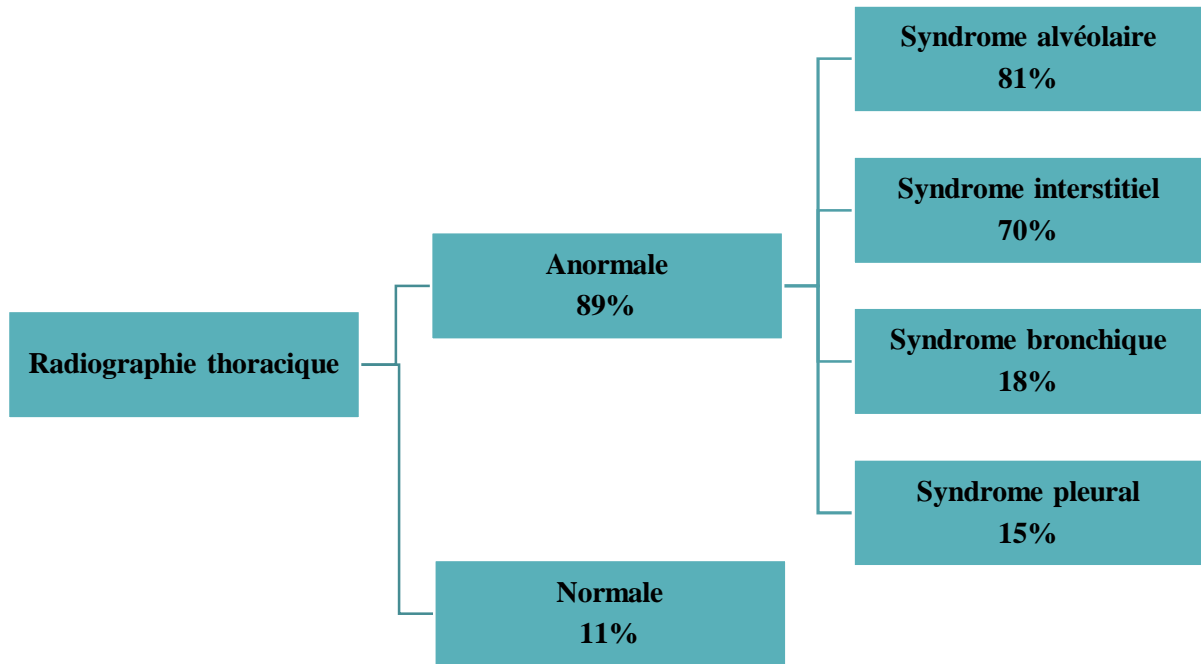 Radiographie thoracique
Anormale
89%
Normale
11%
Syndrome alvéolaire
81%
Syndrome interstitiel
70%
Syndrome bronchique
18%
Syndrome pleural
15%